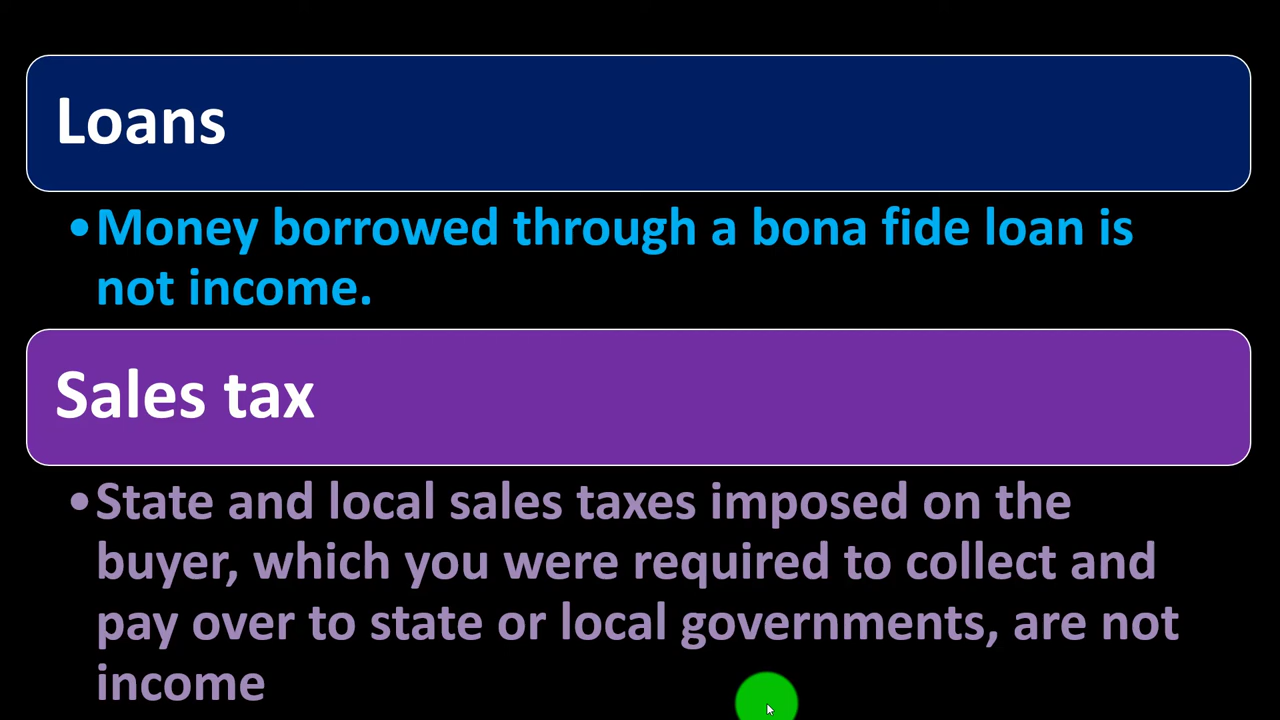 Loans
•Money borrowed through a bona fide loan is
not income.
Sales tax
•State and local sales taxes imposed on the
buyer, which you were required to collect and
pay over to state or local governments, are not
income